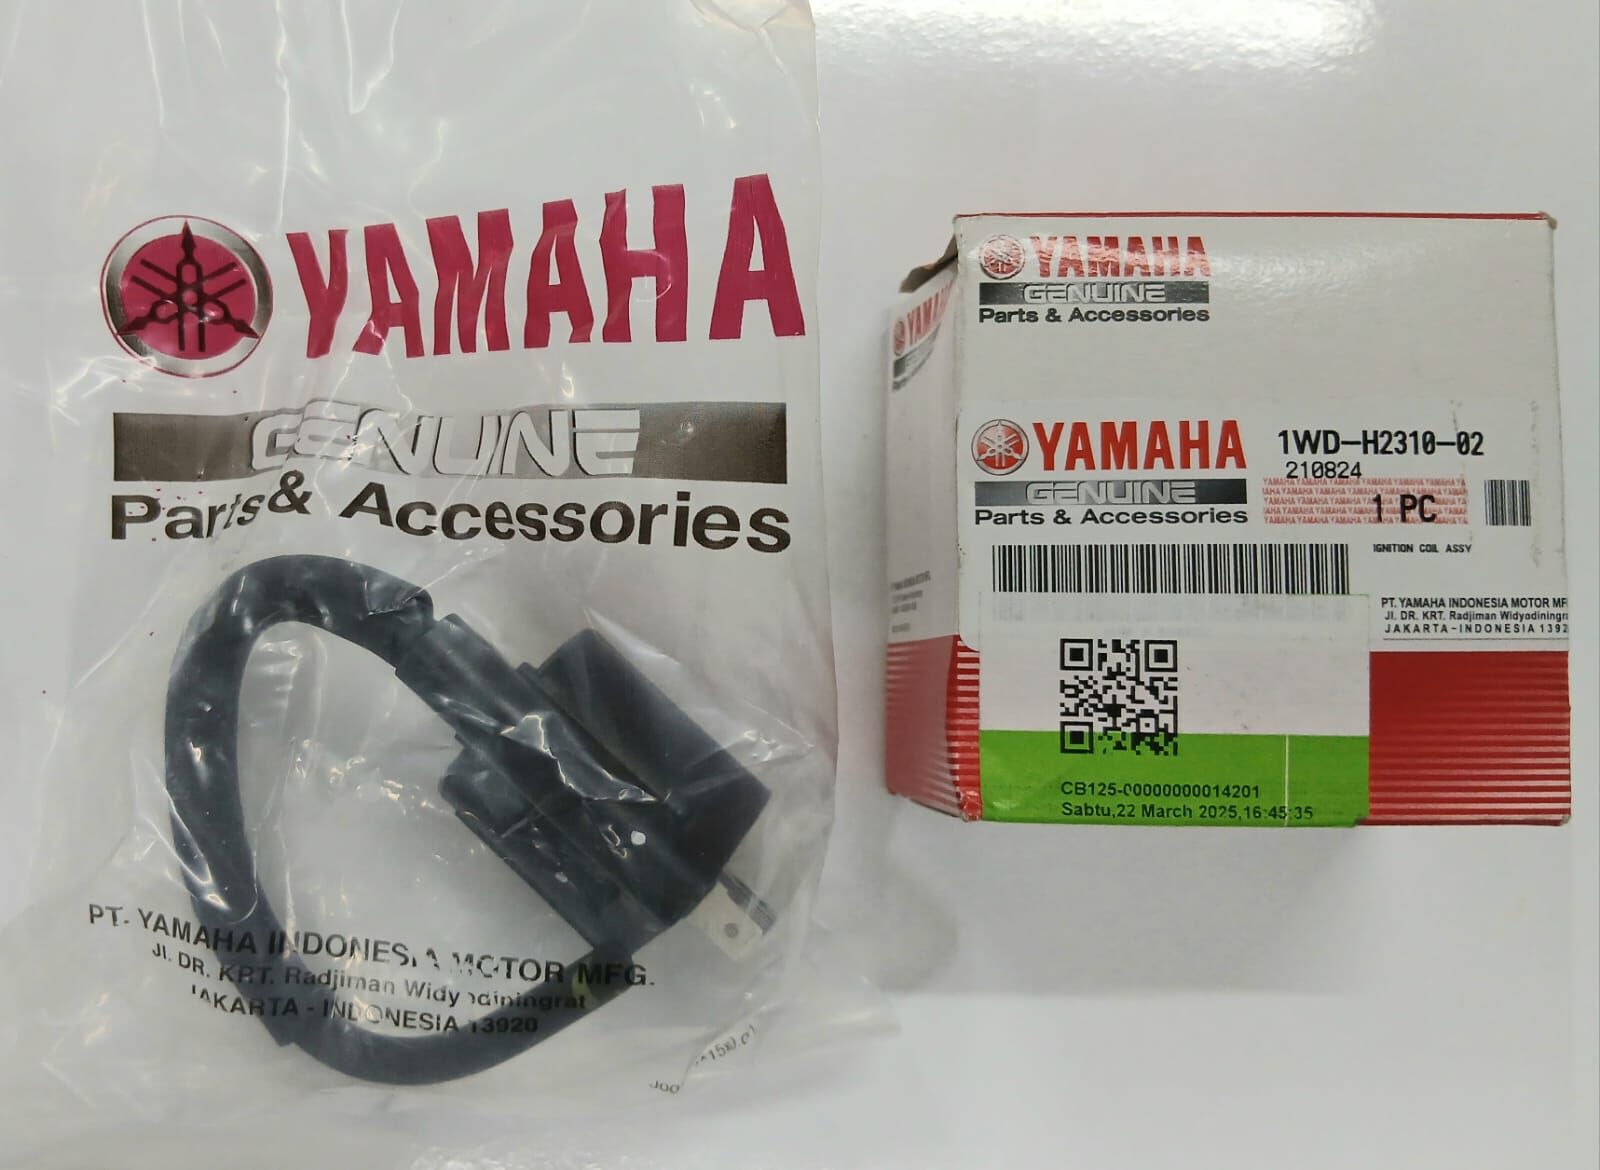 YAMAHA
GENUINE
Parts & Accessories
PT. YAMAHA INDONESIA MOTOR MFG.
Jl. DR. KRT. Radjiman Widyodiningrat
JAKARTA - INDONESIA 13920
YAMAHA
GENUINE
Parts & Accessories
YAMAHA
GENUINE
Parts & Accessories
1WD-H2310-02
210824
1 PC
IGNITION COIL ASSY
PT. YAMAHA INDONESIA MOTOR MF
Jl. DR. KRT. Radjiman Widyodiningra
JAKARTA - INDONESIA 1392
CB125-00000000014201
Sabtu,22 March 2025,16:45:35
YAMAHA